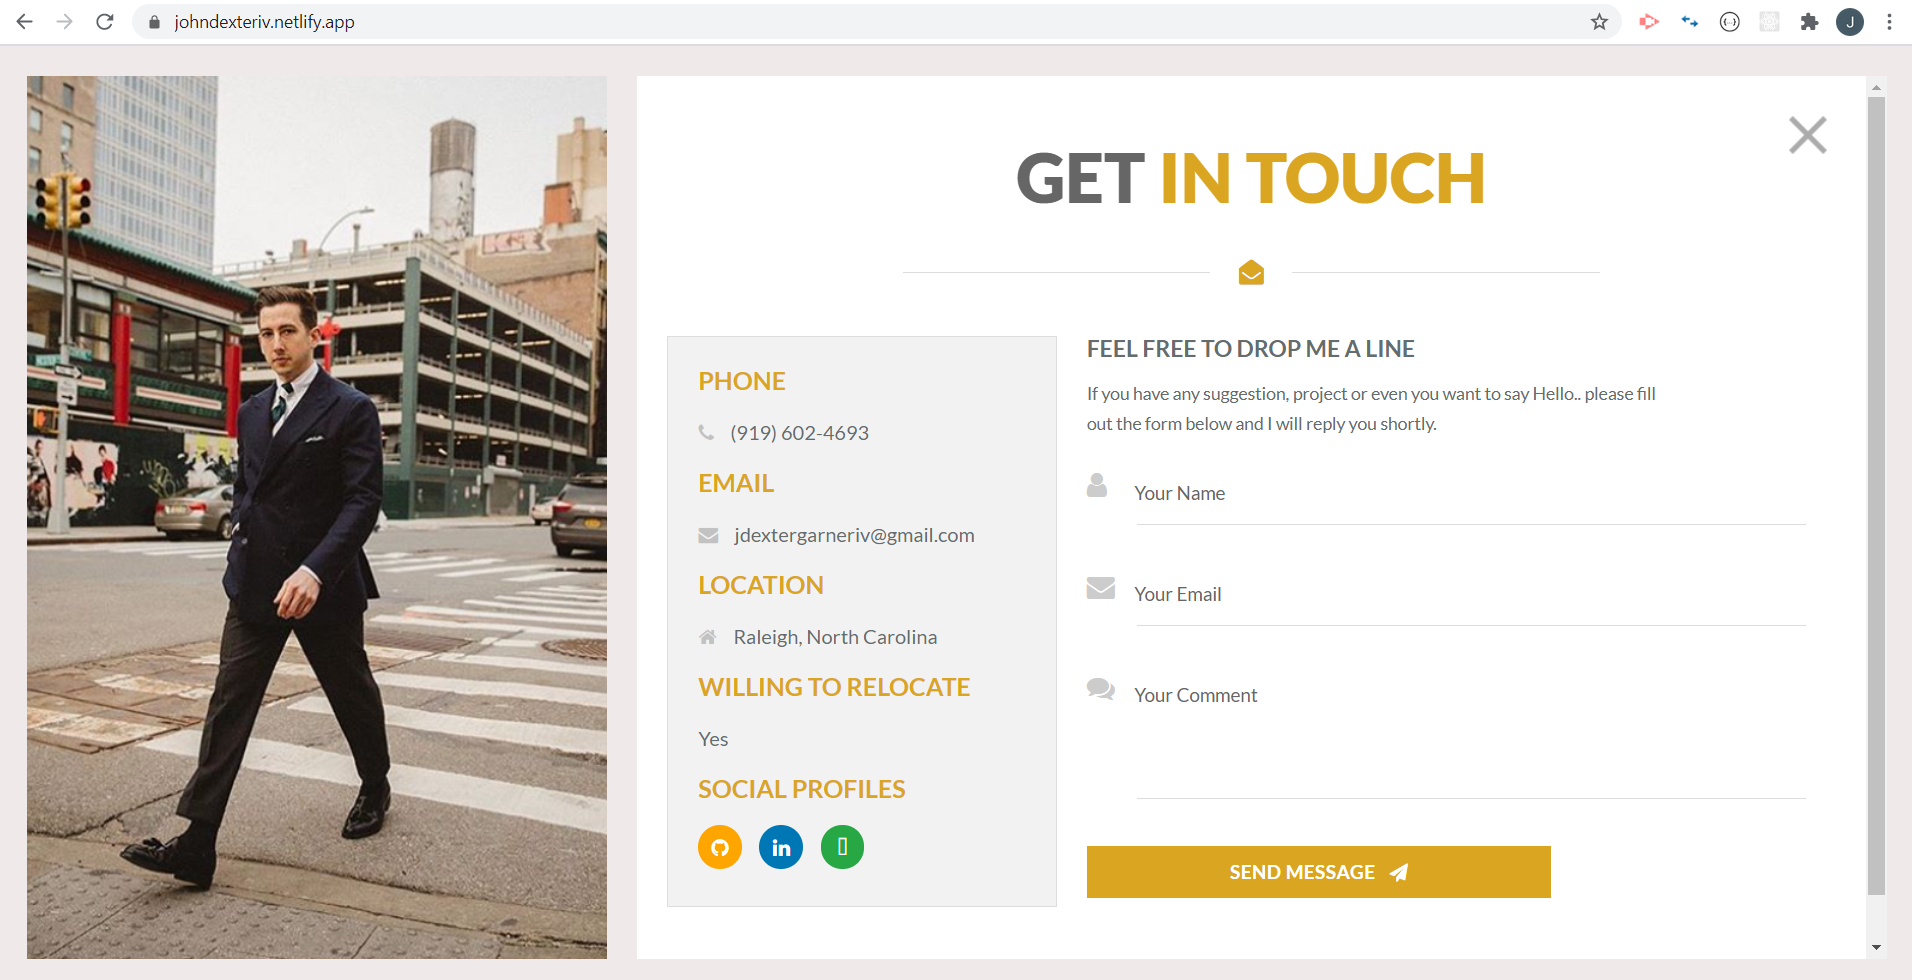 johndexteriv.netlify.app
J
GET IN TOUCH
PHONE
(919) 602-4693
EMAIL
jdextergarneriv@gmail.com
LOCATION
Raleigh, North Carolina
WILLING TO RELOCATE
Yes
SOCIAL PROFILES
in
FEEL FREE TO DROP ME A LINE
If you have any suggestion, project or even you want to say Hello.. please fill
out the form below and I will reply you shortly.
Your Name
Your Email
Your Comment
SEND MESSAGE